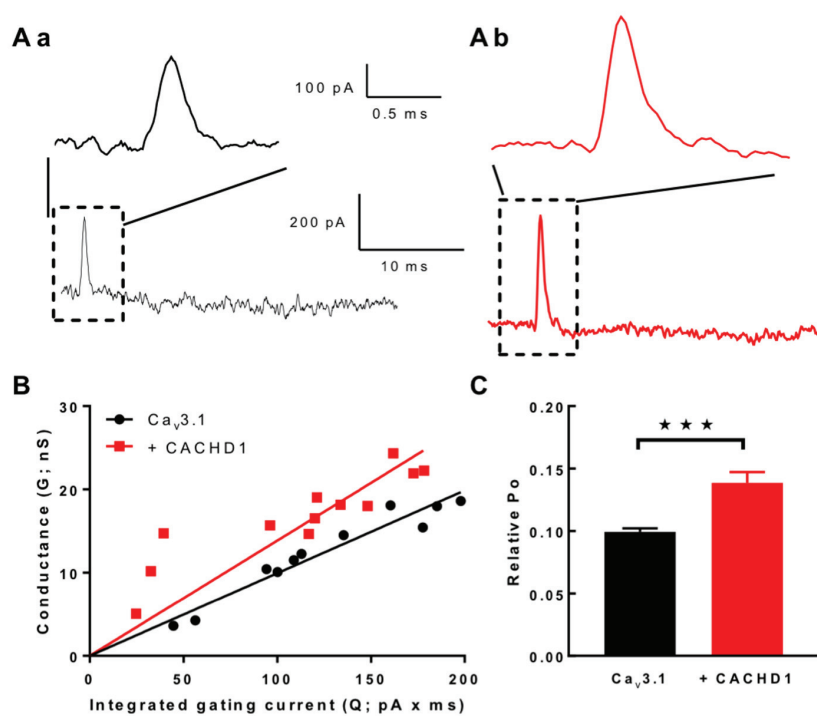 Aa
Ab
100 pA
0.5 ms
200 pA
10 ms
B
C
30
20
10
0
Conductance (G; nS)
Caᵥ3.1
+ CACHD1
0 50 100 150 200
Integrated gating current (Q; pA x ms)
0.20
0.15
0.10
0.05
0.00
Relative Po
★ ★ ★
Caᵥ3.1 + CACHD1